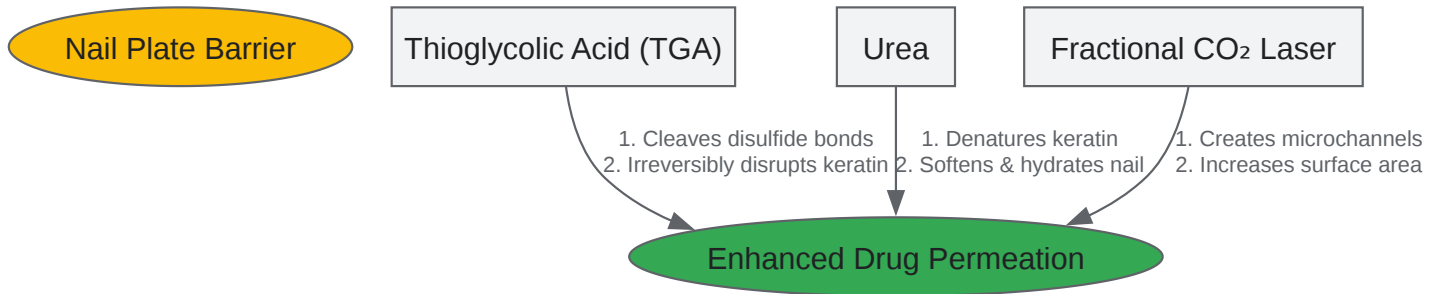 Nail Plate Barrier
Thioglycolic Acid (TGA)
Urea
Fractional CO₂ Laser
1. Cleaves disulfide bonds
2. Irreversibly disrupts keratin
1. Denatures keratin
2. Softens & hydrates nail
1. Creates microchannels
2. Increases surface area
Enhanced Drug Permeation